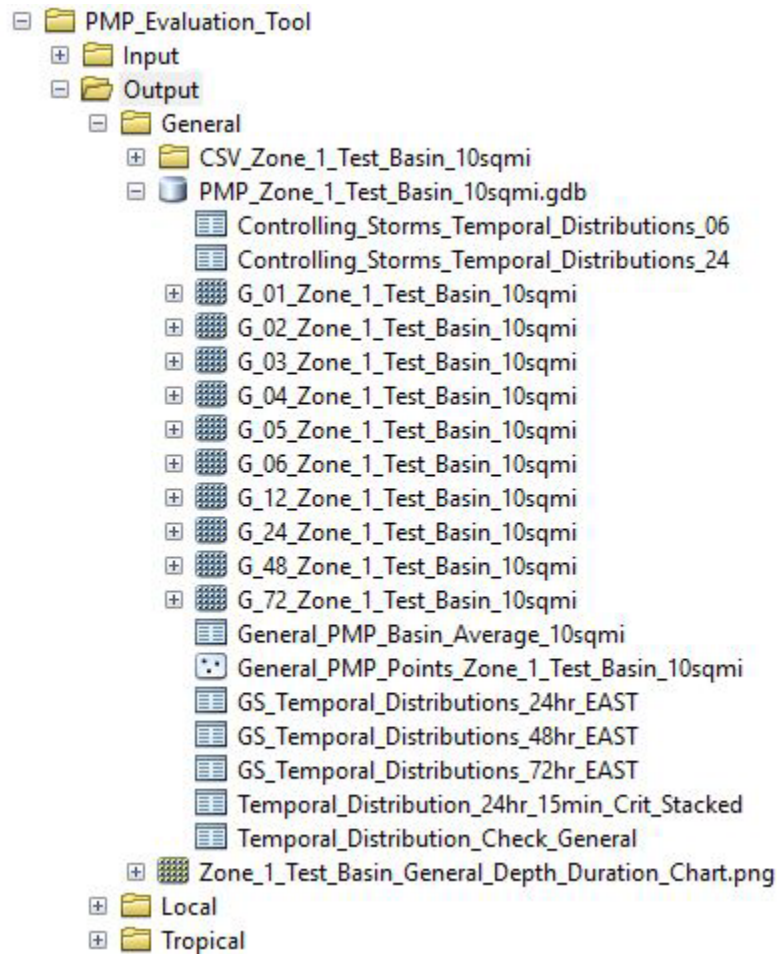 PMP_Evaluation_Tool
Input
Output
General
CSV_Zone_1_Test_Basin_10sqmi
PMP_Zone_1_Test_Basin_10sqmi.gdb
Controlling_Storms_Temporal_Distributions_06
Controlling_Storms_Temporal_Distributions_24
G_01_Zone_1_Test_Basin_10sqmi
G_02_Zone_1_Test_Basin_10sqmi
G_03_Zone_1_Test_Basin_10sqmi
G_04_Zone_1_Test_Basin_10sqmi
G_05_Zone_1_Test_Basin_10sqmi
G_06_Zone_1_Test_Basin_10sqmi
G_12_Zone_1_Test_Basin_10sqmi
G_24_Zone_1_Test_Basin_10sqmi
G_48_Zone_1_Test_Basin_10sqmi
G_72_Zone_1_Test_Basin_10sqmi
General_PMP_Basin_Average_10sqmi
General_PMP_Points_Zone_1_Test_Basin_10sqmi
GS_Temporal_Distributions_24hr_EAST
GS_Temporal_Distributions_48hr_EAST
GS_Temporal_Distributions_72hr_EAST
Temporal_Distribution_24hr_15min_Crit_Stacked
Temporal_Distribution_Check_General
Zone_1_Test_Basin_General_Depth_Duration_Chart.png
Local
Tropical